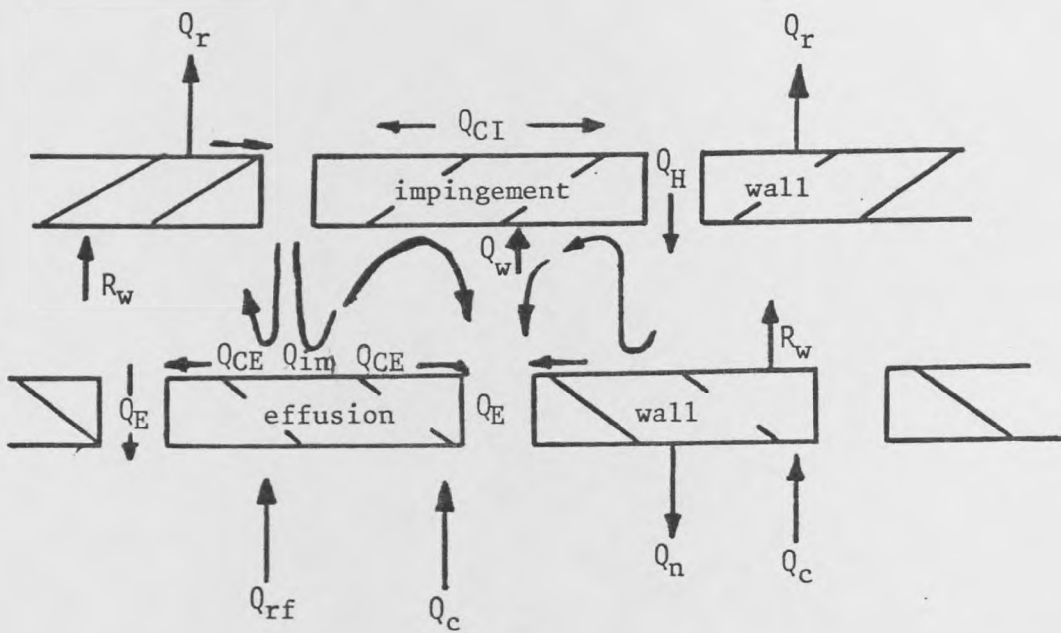 Q_r Q_r
Q_CI
impingement Q_H wall
R_w Q_w
R_w
Q_CE Q_im Q_CE
Q_E effusion Q_E wall
Q_rf Q_c Q_n Q_c